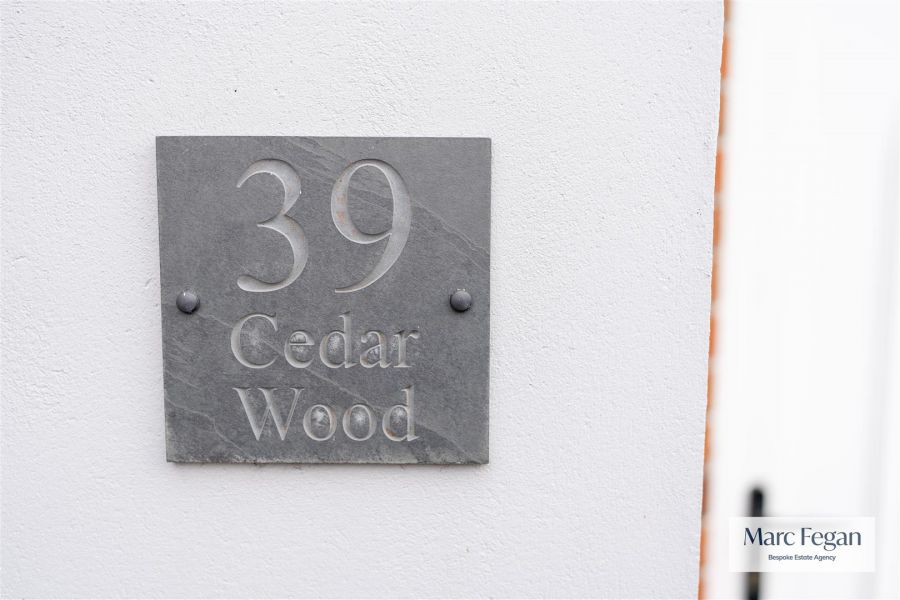 39
Cedar
Wood
Marc Fegan
Bespoke Estate Agency